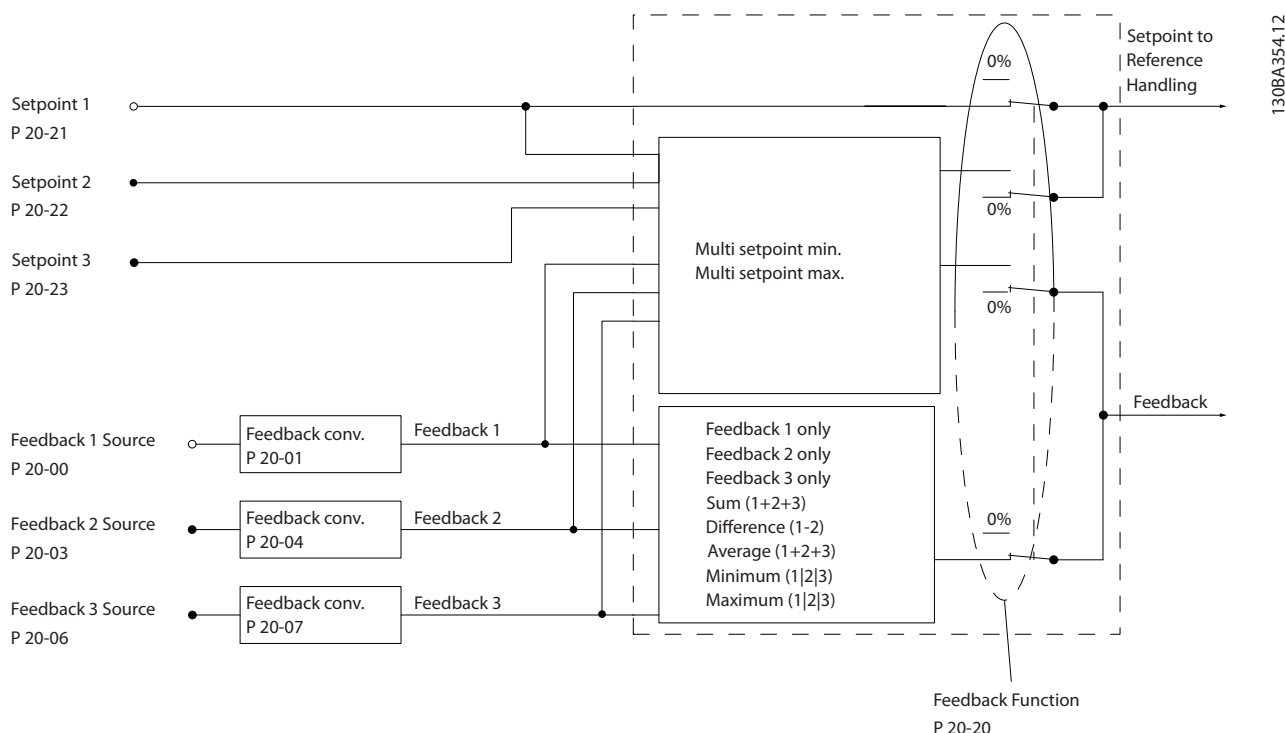 130BA354.12
Setpoint to
Reference
Handling
0%
Setpoint 1
P 20-21
Setpoint 2
P 20-22
0%
Setpoint 3
P 20-23
Multi setpoint min.
Multi setpoint max.
0%
Feedback
Feedback 1 Source
P 20-00
Feedback conv.
P 20-01
Feedback 1
Feedback 2 Source
P 20-03
Feedback conv.
P 20-04
Feedback 2
Feedback 3 Source
P 20-06
Feedback conv.
P 20-07
Feedback 3
Feedback 1 only
Feedback 2 only
Feedback 3 only
Sum (1+2+3)
Difference (1-2)
Average (1+2+3)
Minimum (1|2|3)
Maximum (1|2|3)
0%
Feedback Function
P 20-20